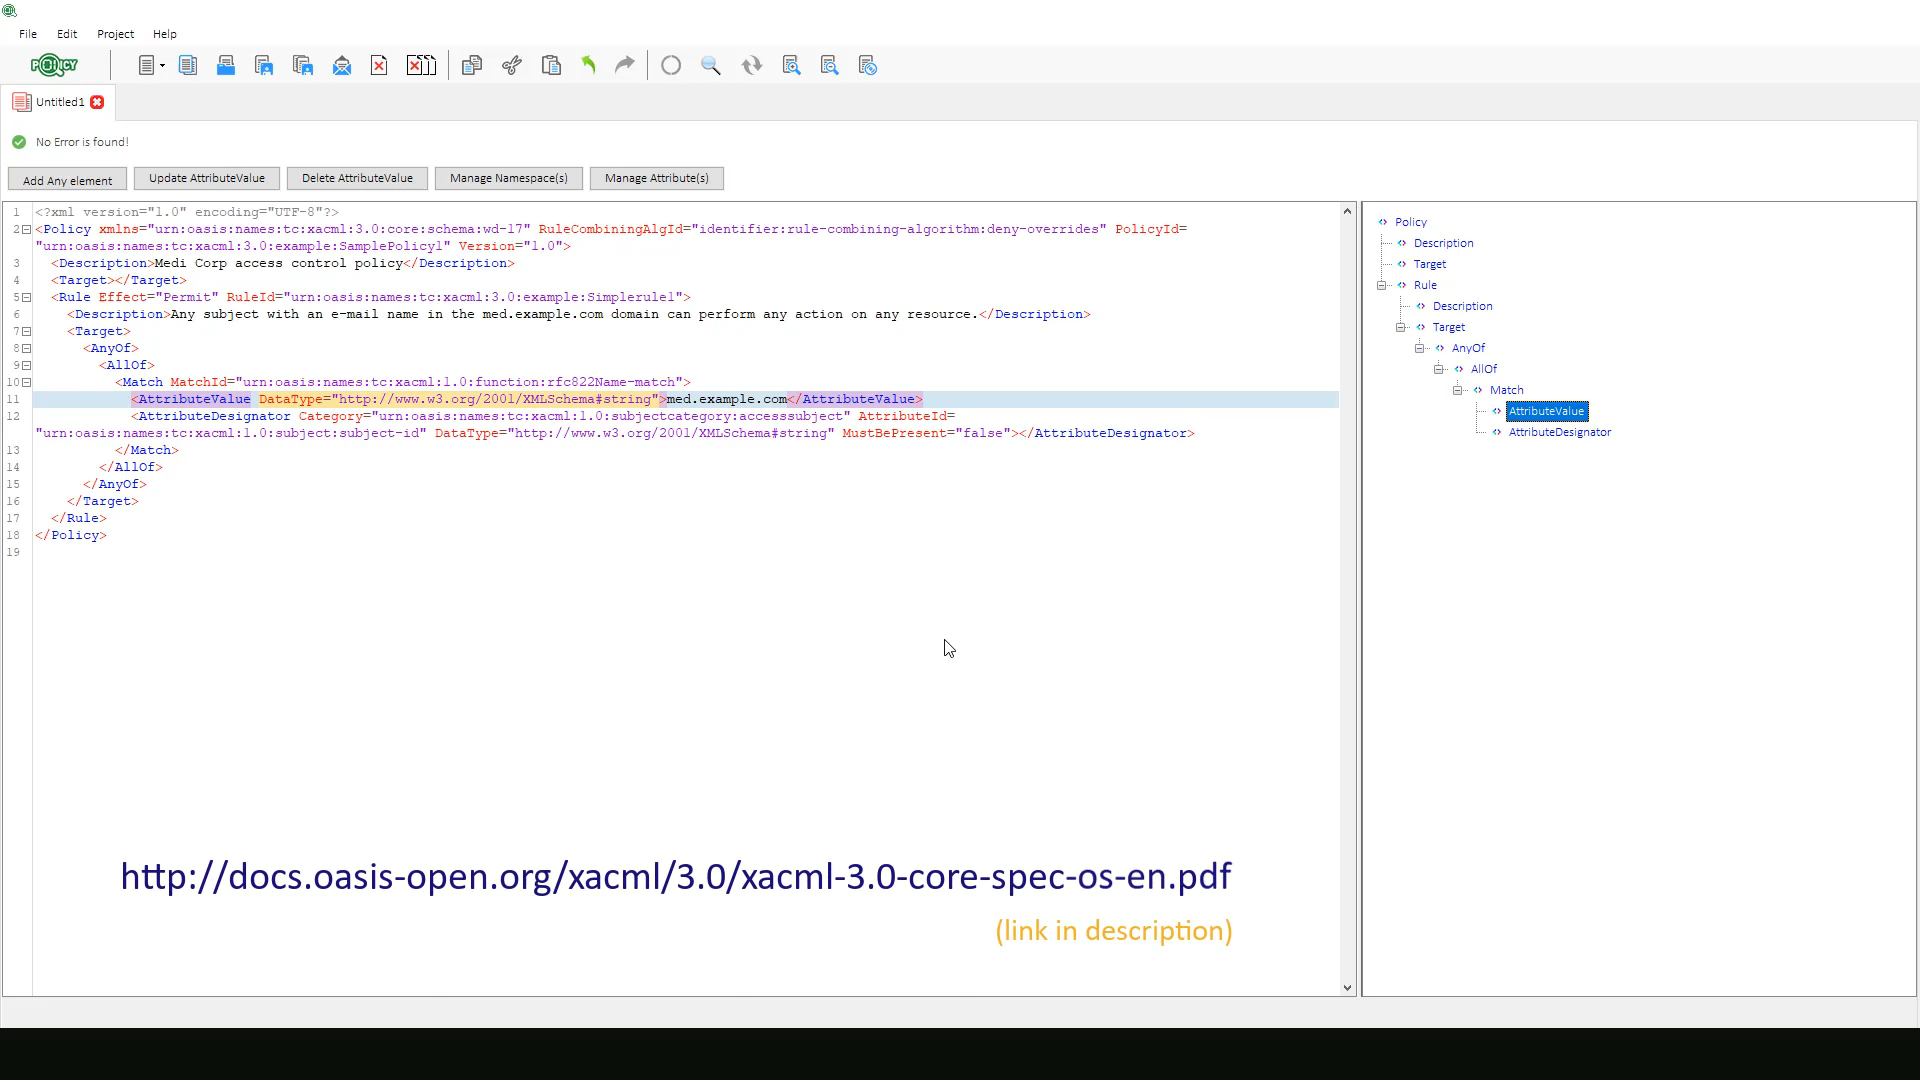 File Edit Project Help
POLICY
Untitled1
No Error is found!
Add Any element Update AttributeValue Delete AttributeValue Manage Namespace(s) Manage Attribute(s)
1 <?xml version="1.0" encoding="UTF-8"?>
2 <Policy xmlns="urn:oasis:names:tc:xacml:3.0:core:schema:wd-17" RuleCombiningAlgId="identifier:rule-combining-algorithm:deny-overrides" PolicyId=
"urn:oasis:names:tc:xacml:3.0:example:SamplePolicy1" Version="1.0">
3 <Description>Medi Corp access control policy</Description>
4 <Target></Target>
5 <Rule Effect="Permit" RuleId="urn:oasis:names:tc:xacml:3.0:example:Simplerule1">
6 <Description>Any subject with an e-mail name in the med.example.com domain can perform any action on any resource.</Description>
7 <Target>
8 <AnyOf>
9 <AllOf>
10 <Match MatchId="urn:oasis:names:tc:xacml:1.0:function:rfc822Name-match">
11 <AttributeValue DataType="http://www.w3.org/2001/XMLSchema#string">med.example.com</AttributeValue>
12 <AttributeDesignator Category="urn:oasis:names:tc:xacml:1.0:subjectcategory:accesssubject" AttributeId=
"urn:oasis:names:tc:xacml:1.0:subject:subject-id" DataType="http://www.w3.org/2001/XMLSchema#string" MustBePresent="false"></AttributeDesignator>
13 </Match>
14 </AllOf>
15 </AnyOf>
16 </Target>
17 </Rule>
18 </Policy>
19
Policy
Description
Target
Rule
Description
Target
AnyOf
AllOf
Match
AttributeValue
AttributeDesignator
http://docs.oasis-open.org/xacml/3.0/xacml-3.0-core-spec-os-en.pdf
(link in description)